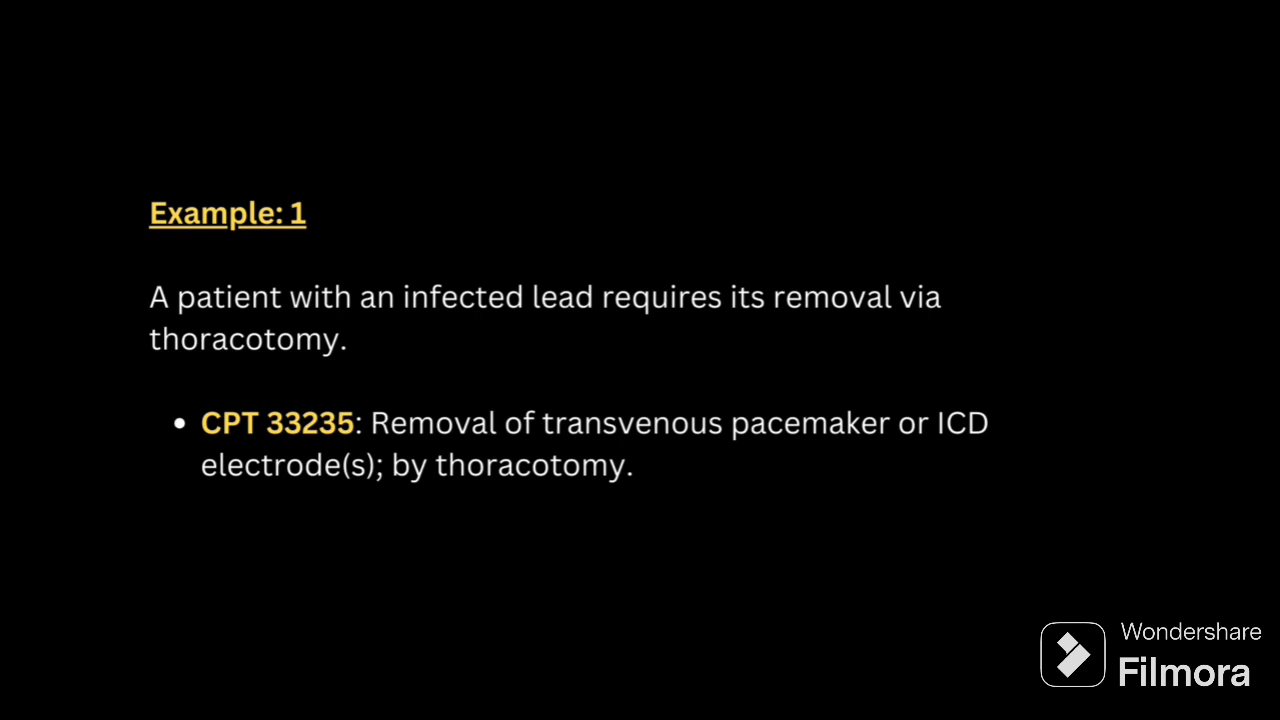 Example: 1
A patient with an infected lead requires its removal via
thoracotomy.
• CPT 33235: Removal of transvenous pacemaker or ICD
electrode(s); by thoracotomy.
Wondershare
Filmora